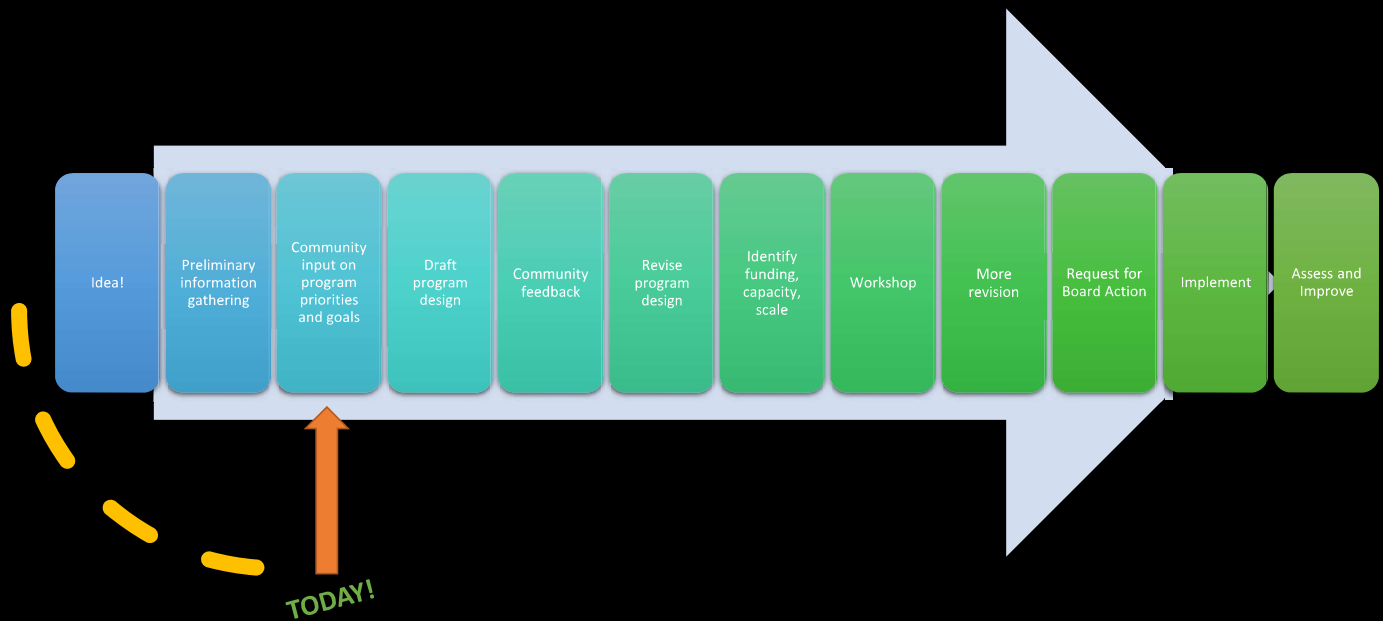 Idea!
Preliminary
information
gathering
Community
input on
program
priorities
and goals
Draft
program
design
Community
feedback
Revise
program
design
Identify
funding,
capacity,
scale
Workshop
More
revision
Request for
Board Action
Implement
Assess and
Improve
TODAY!